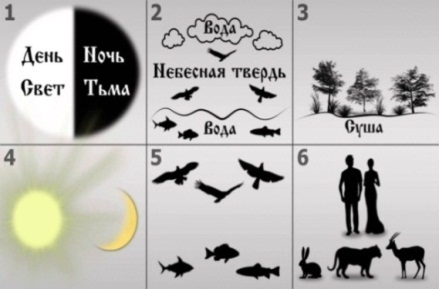 1
День Ночь
Свет Тьма
2
Вода
Небесная твердь
Вода
3
Суша
4
5
6